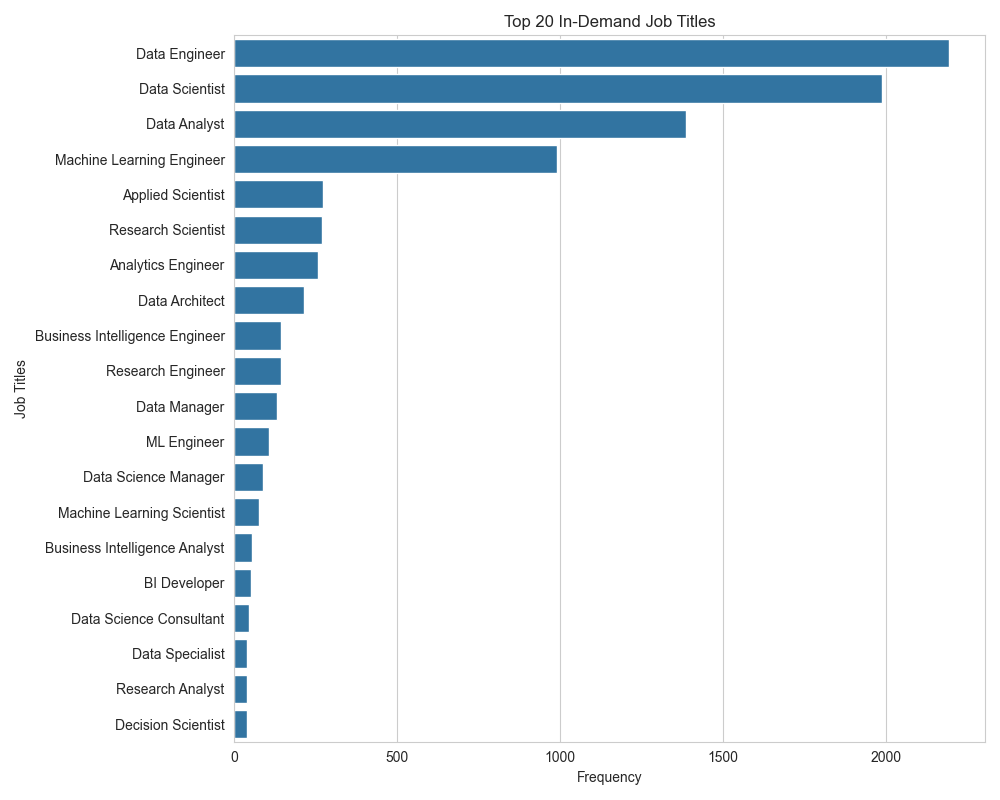 Top 20 In-Demand Job Titles
Job Titles
Data Engineer
Data Scientist
Data Analyst
Machine Learning Engineer
Applied Scientist
Research Scientist
Analytics Engineer
Data Architect
Business Intelligence Engineer
Research Engineer
Data Manager
ML Engineer
Data Science Manager
Machine Learning Scientist
Business Intelligence Analyst
BI Developer
Data Science Consultant
Data Specialist
Research Analyst
Decision Scientist
0 500 1000 1500 2000
Frequency